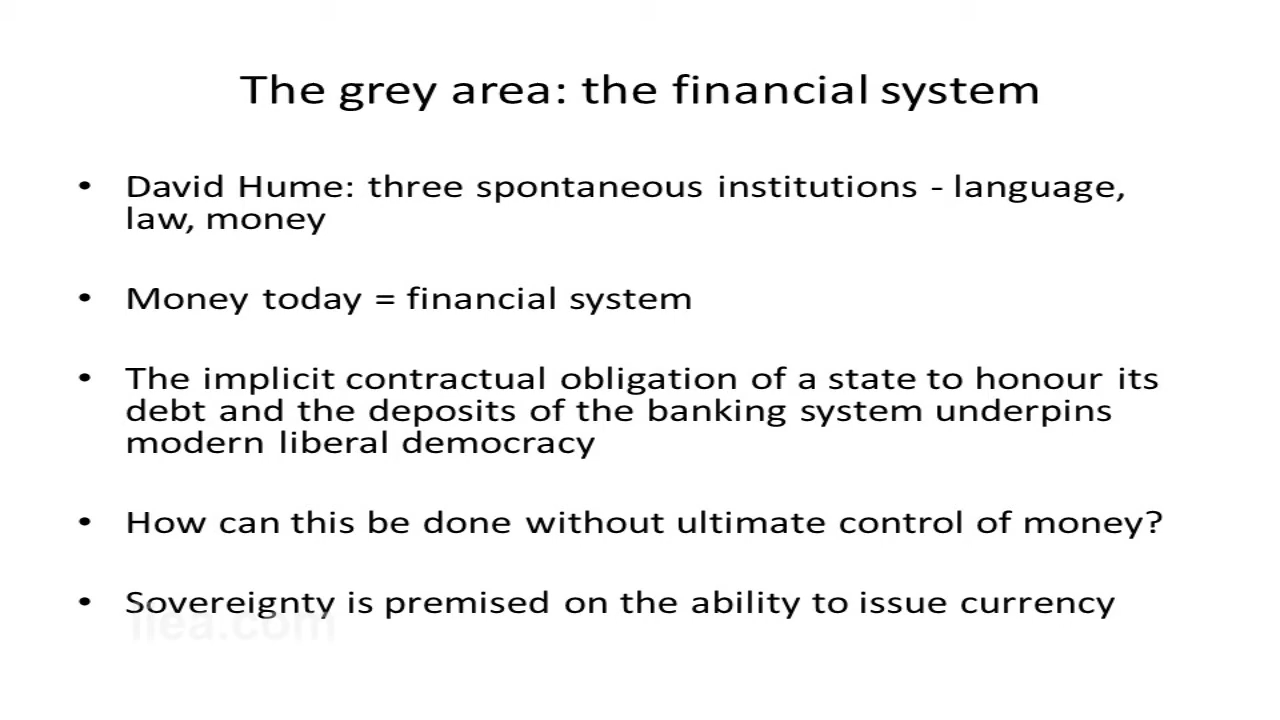 The grey area: the financial system
• David Hume: three spontaneous institutions - language,
law, money
• Money today = financial system
• The implicit contractual obligation of a state to honour its
debt and the deposits of the banking system underpins
modern liberal democracy
• How can this be done without ultimate control of money?
• Sovereignty is premised on the ability to issue currency
iiea.com